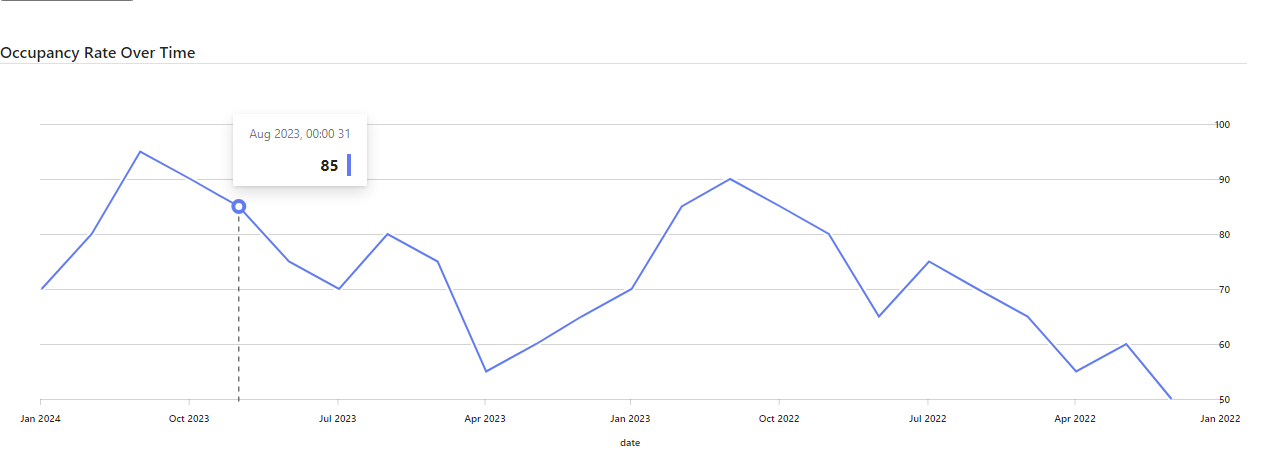 Occupancy Rate Over Time
Aug 2023, 00:00 31
85
100
90
80
70
60
50
Jan 2024 Oct 2023 Jul 2023 Apr 2023 Jan 2023 Oct 2022 Jul 2022 Apr 2022 Jan 2022
date